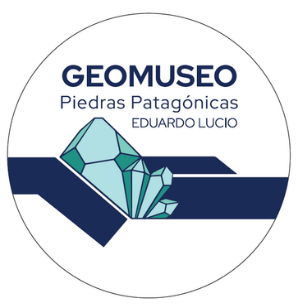 GEOMUSEO
Piedras Patagónicas
EDUARDO LUCIO